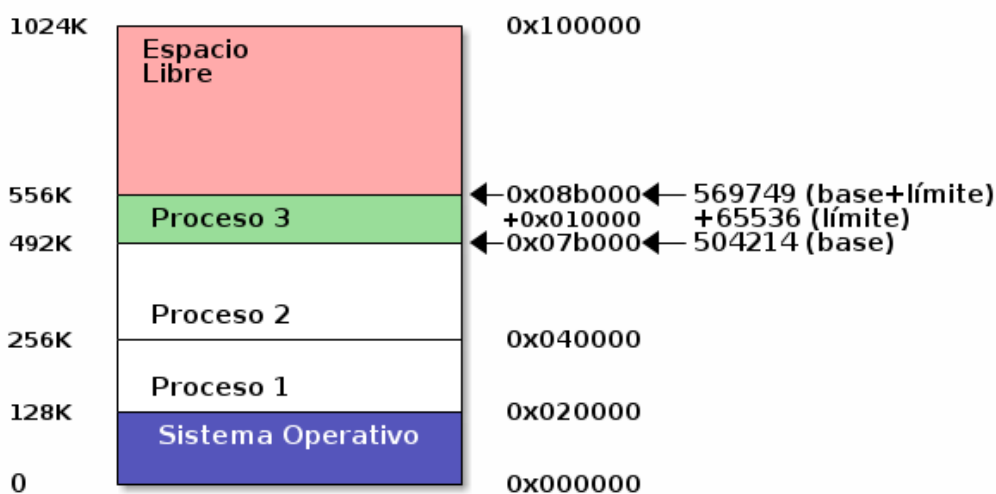 1024K 0x100000
Espacio
Libre
556K 0x08b000 569749 (base+límite)
Proceso 3 +0x010000 +65536 (límite)
492K 0x07b000 504214 (base)
Proceso 2
256K 0x040000
Proceso 1
128K 0x020000
Sistema Operativo
0 0x000000